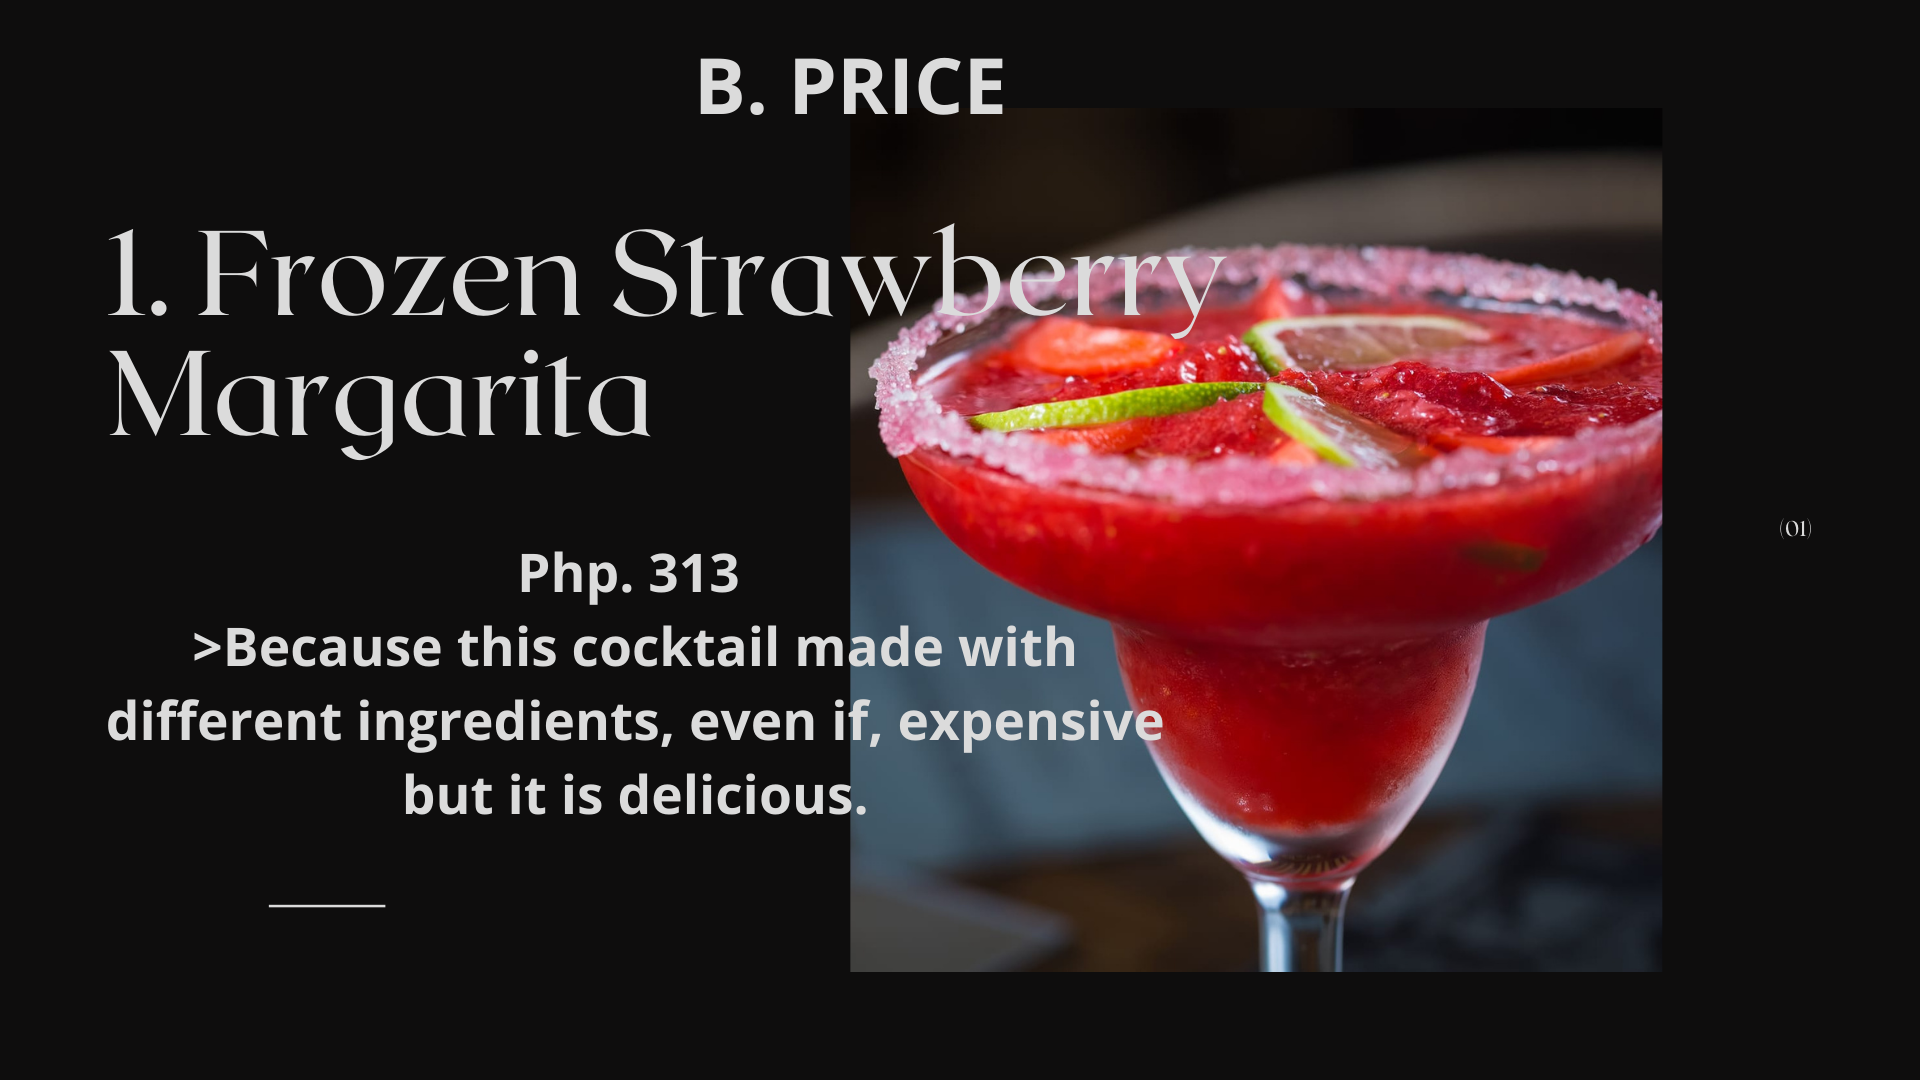 B. PRICE
1. Frozen Strawberry
Margarita
Php. 313
>Because this cocktail made with
different ingredients, even if, expensive
but it is delicious.
(01)